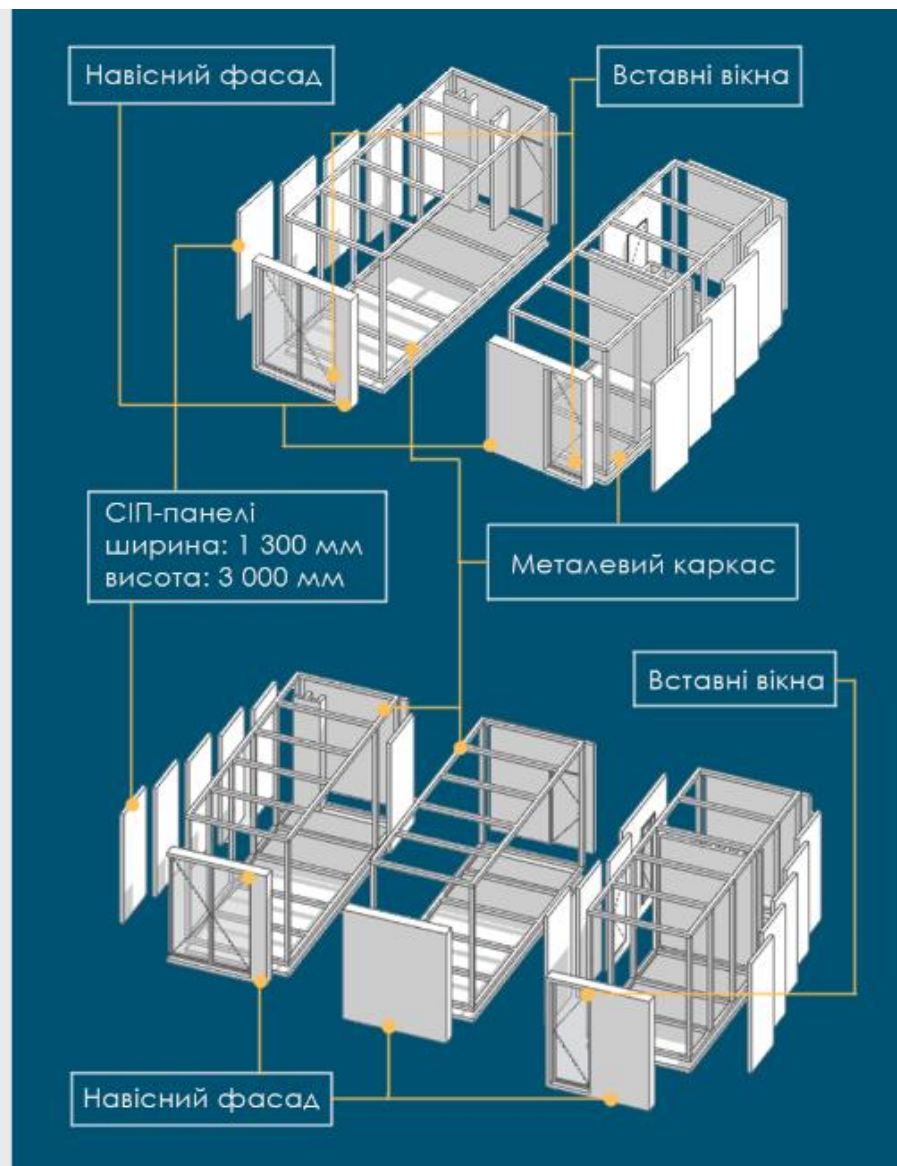 Навісний фасад
Вставні вікна
СІП-панелі
ширина: 1 300 мм
висота: 3 000 мм
Металевий каркас
Вставні вікна
Навісний фасад